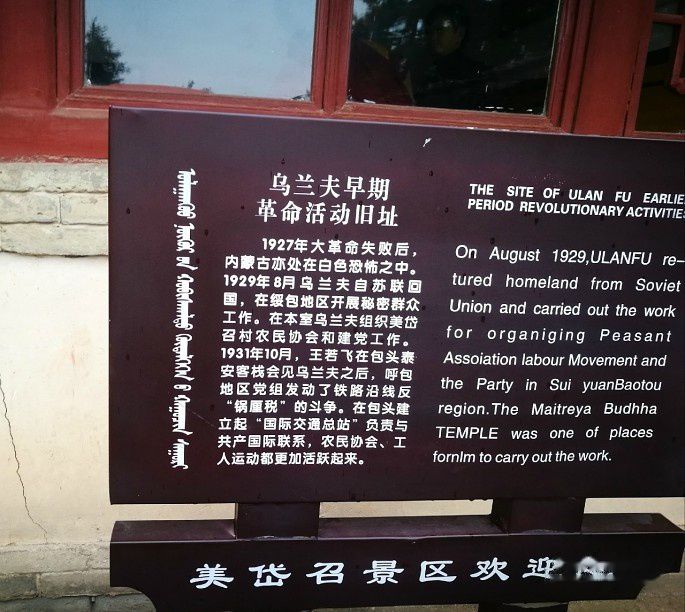 乌兰夫早期
革命活动旧址
1927年大革命失败后，
内蒙古亦处在白色恐怖之中。
1929年8月乌兰夫自苏联回
国，在绥包地区开展秘密群众
工作。在本室乌兰夫组织美岱
召村农民协会和建党工作。
1931年10月，王若飞在包头泰
安客栈会见乌兰夫之后，呼包
地区党组发动了铁路沿线反
“锅厘税”的斗争。在包头建
立起“国际交通总站”负责与
共产国际联系，农民协会、工
人运动都更加活跃起来。
THE SITE OF ULAN FU EARLIE
PERIOD REVOLUTIONARY ACTIVITIES
On August 1929,ULANFU re-
tured homeland from Soviet
Union and carried out the work
for organiging Peasant
Assoiation labour Movement and
the Party in Sui yuanBaotou
region.The Maitreya Budhha
TEMPLE was one of places
fornlm to carry out the work.
美岱召景区欢迎